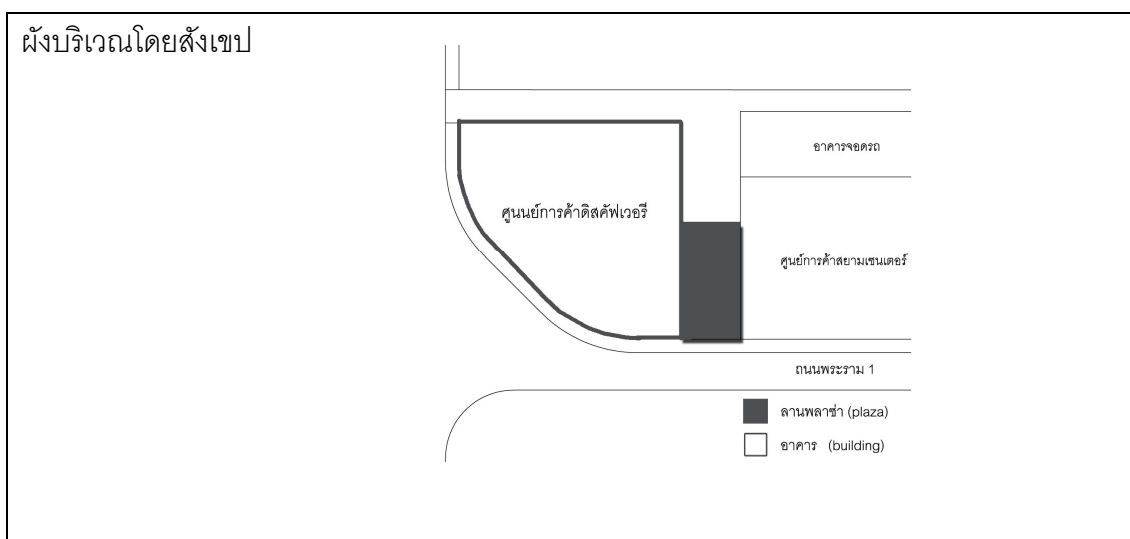 ผังบริเวณโดยสังเขป
อาคารจอดรถ
ศูนนย์การค้าดิสคัฟเวอรี่
ศูนย์การค้าสยามเซนเตอร์
ถนนพระราม 1
ลานพลาซ่า (plaza)
อาคาร (building)